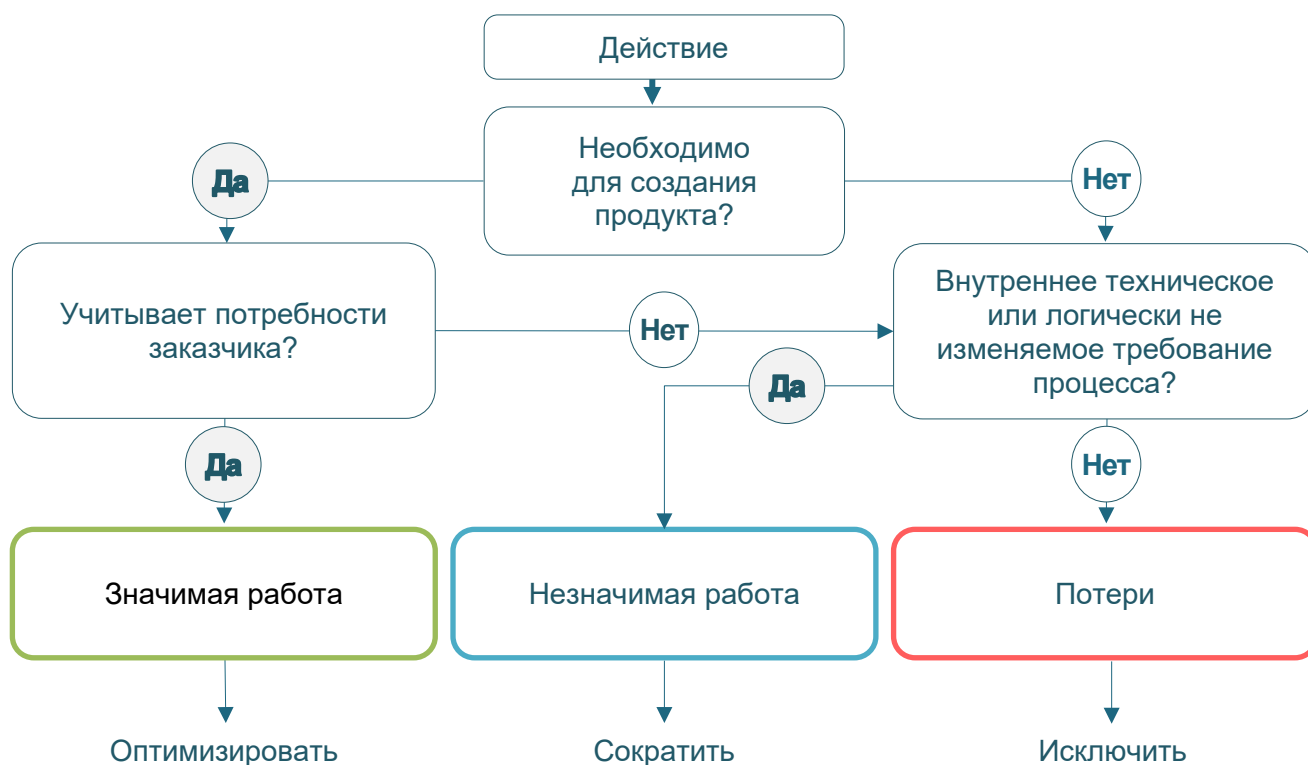 Действие
Необходимо
для создания
продукта?
Да
Нет
Учитывает потребности
заказчика?
Нет
Внутреннее техническое
или логически не
изменяемое требование
процесса?
Да
Да
Нет
Значимая работа
Незначимая работа
Потери
Оптимизировать
Сократить
Исключить